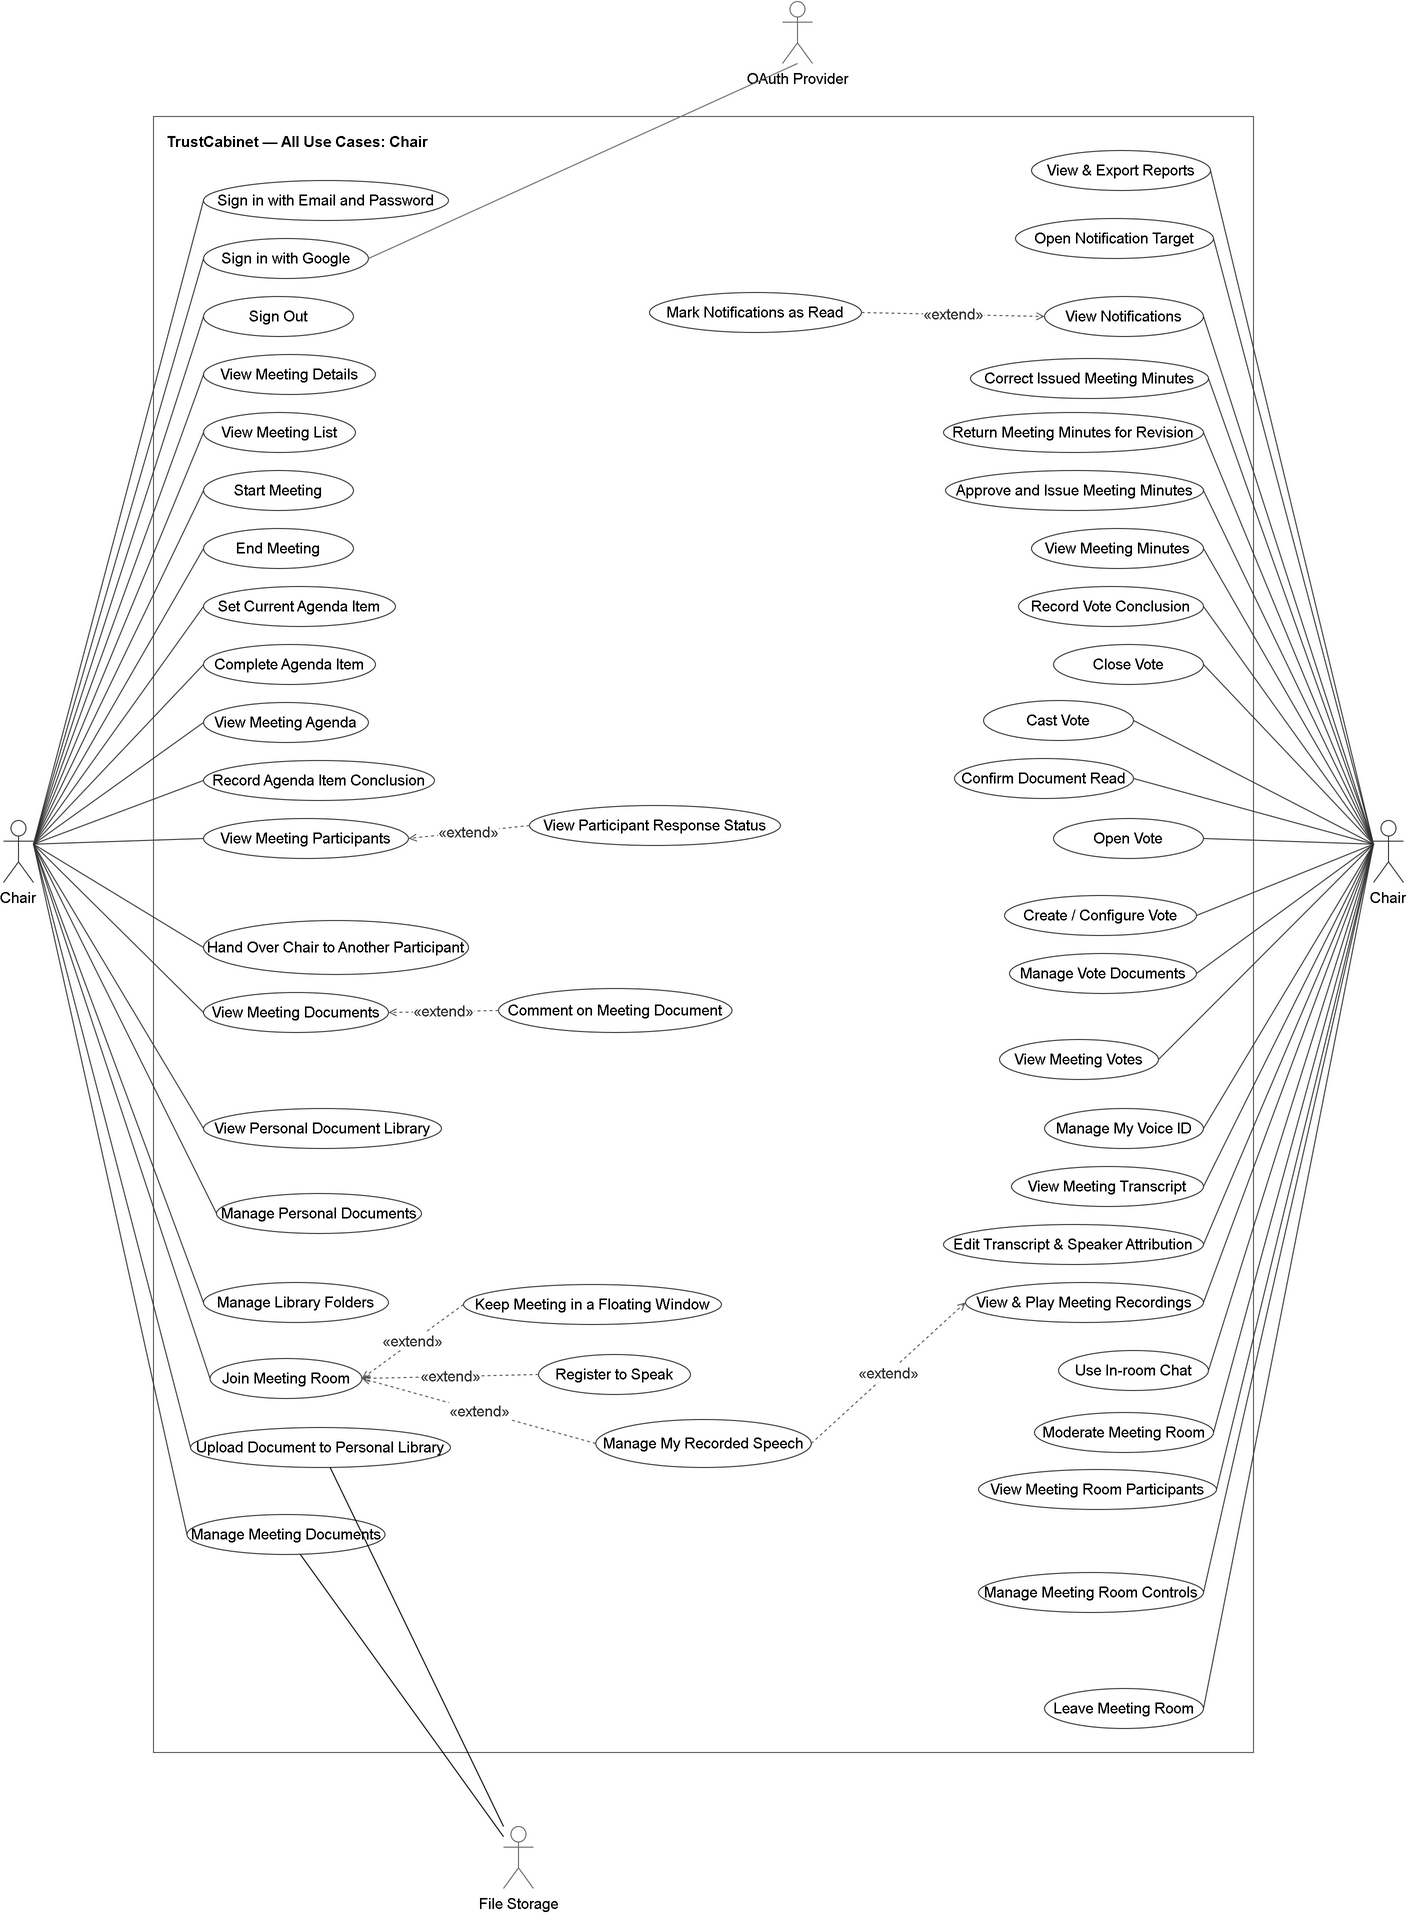 OAuth Provider
TrustCabinet — All Use Cases: Chair
Sign in with Email and Password
Sign in with Google
Sign Out
View Meeting Details
View Meeting List
Start Meeting
End Meeting
Set Current Agenda Item
Complete Agenda Item
View Meeting Agenda
Record Agenda Item Conclusion
View Meeting Participants
«extend»
View Participant Response Status
Chair
Hand Over Chair to Another Participant
View Meeting Documents
«extend»
Comment on Meeting Document
View Personal Document Library
Manage Personal Documents
Manage Library Folders
Keep Meeting in a Floating Window
«extend»
Join Meeting Room
«extend»
Register to Speak
«extend»
Manage My Recorded Speech
«extend»
Upload Document to Personal Library
Manage Meeting Documents
View & Export Reports
Open Notification Target
Mark Notifications as Read
«extend»
View Notifications
Correct Issued Meeting Minutes
Return Meeting Minutes for Revision
Approve and Issue Meeting Minutes
View Meeting Minutes
Record Vote Conclusion
Close Vote
Cast Vote
Confirm Document Read
Open Vote
Chair
Create / Configure Vote
Manage Vote Documents
View Meeting Votes
Manage My Voice ID
View Meeting Transcript
Edit Transcript & Speaker Attribution
View & Play Meeting Recordings
Use In-room Chat
Moderate Meeting Room
View Meeting Room Participants
Manage Meeting Room Controls
Leave Meeting Room
File Storage